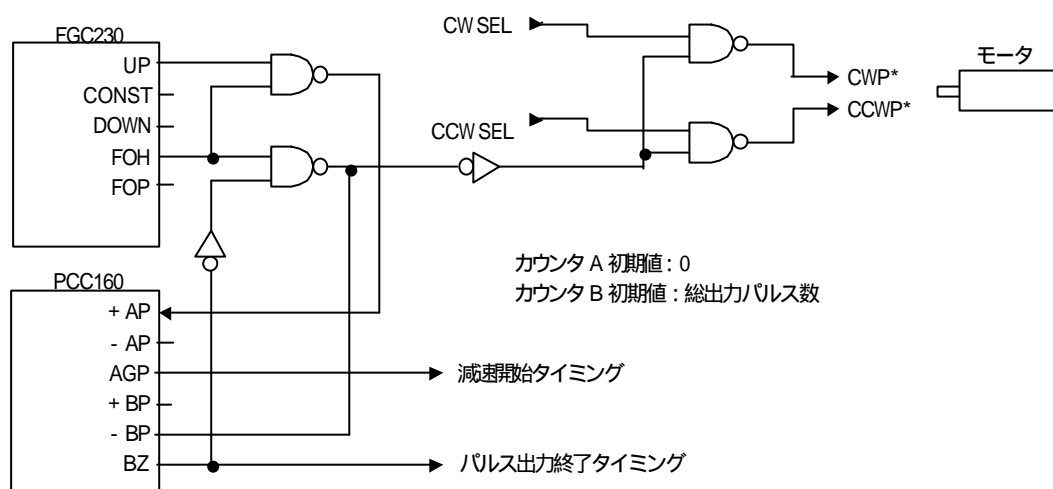 FGC230
UP
CONST
DOWN
FOH
FOP
CW SEL
CCW SEL
CWP*
CCWP*
モータ
カウンタ A 初期値 : 0
カウンタ B 初期値 : 総出力パルス数
PCC160
+ AP
- AP
AGP
+ BP
- BP
BZ
減速開始タイミング
パルス出力終了タイミング